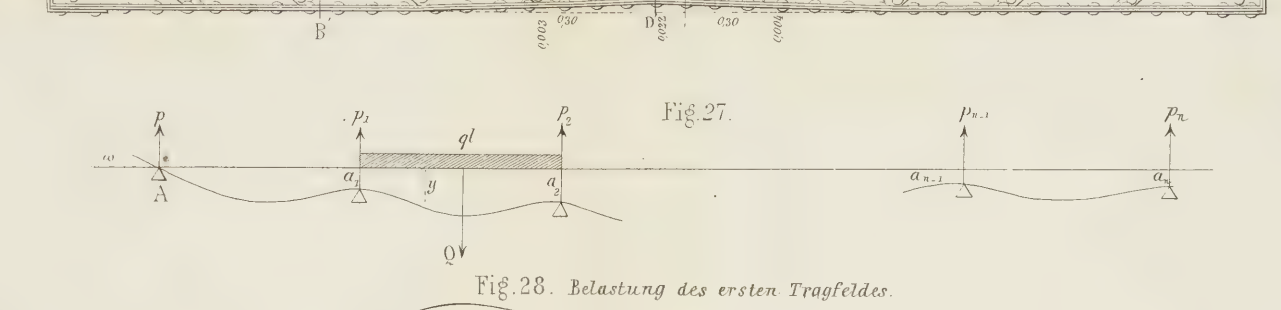 B' 0,003 0,30 D 0,022 0,30 0,004
Fig.27.
p p₁ ql p₂ pₙ₋₁ pₙ
ω A a₁ y a₂ aₙ₋₁ aₙ
Q
Fig.28. Belastung des ersten Tragfeldes.